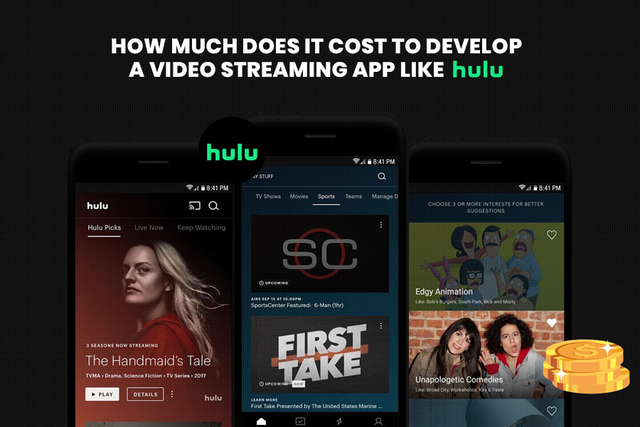 HOW MUCH DOES IT COST TO DEVELOP
A VIDEO STREAMING APP LIKE hulu
hulu
8:41 PM
hulu
Hulu Picks Live Now Keep Watching
3 SEASONS NOW STREAMING
The Handmaid's Tale
TVMA • Drama, Science Fiction • TV Series • 2017
PLAY DETAILS
hulu
8:41 PM
MY STUFF
TV Shows Movies Sports Teams Manage D
SC
UPCOMING
AIRS SEP 10 AT 10:00PM
SportsCenter Featured: 6-Man (1hr)
FIRST
TAKE
UPCOMING NEW
LEARN MORE
First Take Presented by The United States Marine ...
8:41 PM
CHOOSE 3 OR MORE INTERESTS FOR BETTER
SUGGESTIONS
Edgy Animation
Like: Bob's Burgers, South Park, Rick and Morty
Unapologetic Comedies
Like: Broad City, Workaholics, Key & Peele